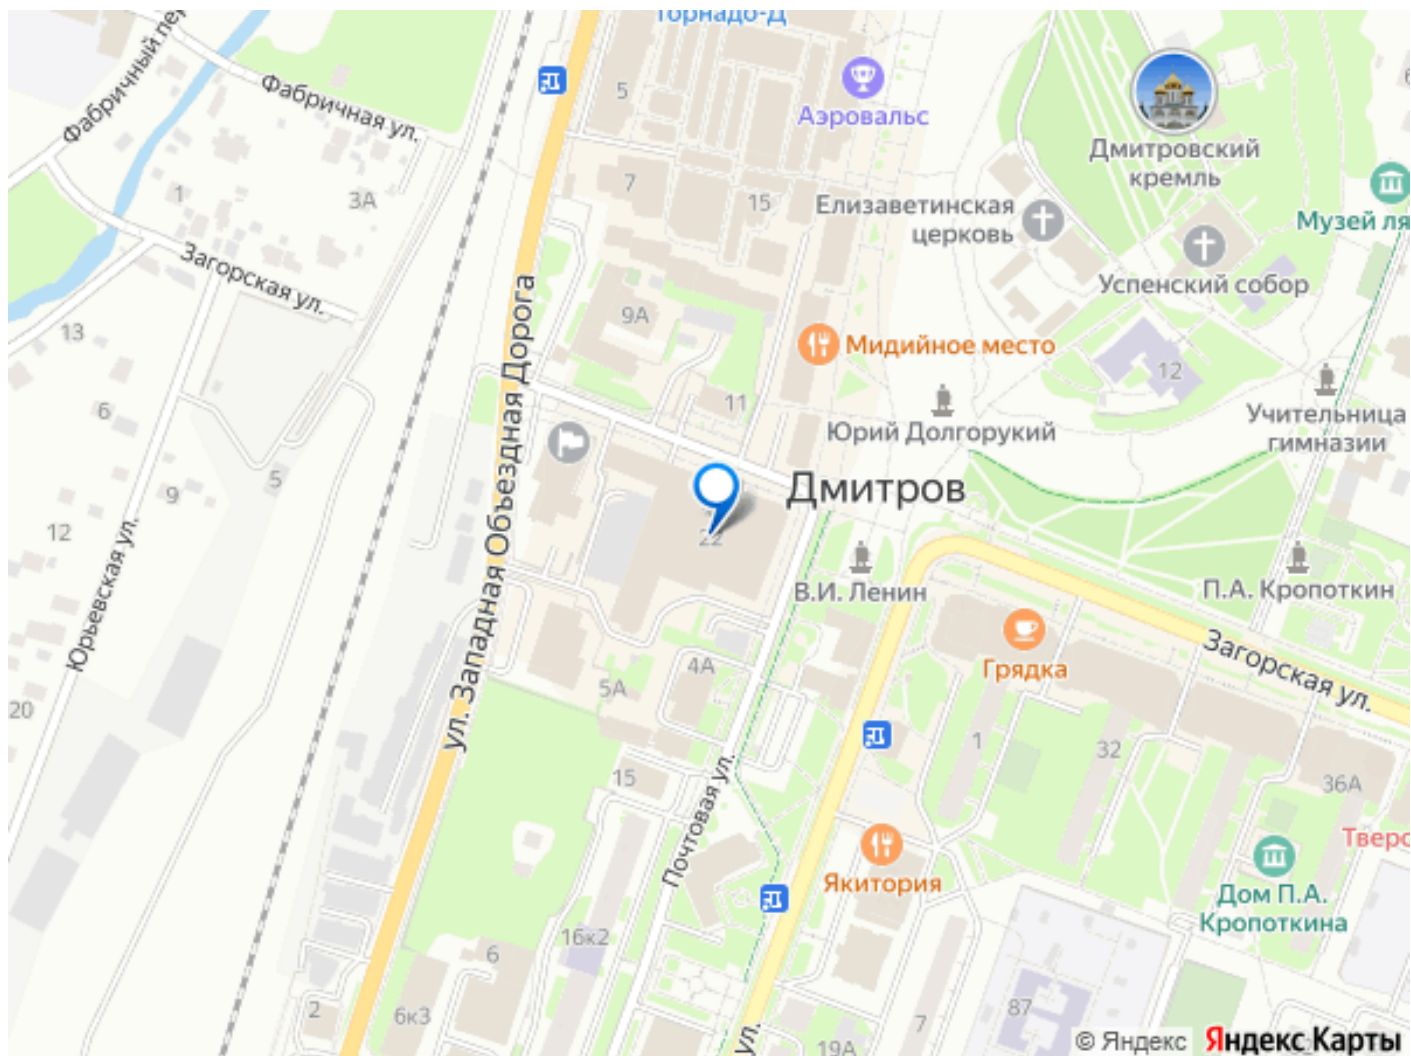 Торнадо-Д
Фабричный пер
Фабричная ул.
5
Аэровальс
Дмитровский
кремль
1
3А
7
15
Елизаветинская
церковь
Музей ля
Загорская ул.
Успенский собор
13
9А
Мидийное место
12
6
11
Юрий Долгорукий
Учительница
гимназии
ул. Западная Объездная Дорога
5
9
Дмитров
12
22
Юрьевская ул.
В.И. Ленин
П.А. Кропоткин
Грядка
Загорская ул.
4А
5А
20
1
32
15
36А
Почтовая ул.
Тверс
Якитория
Дом П.А.
Кропоткина
16к2
6
2
6к3
87
7
19А
ул.
© Яндекс Яндекс Карты